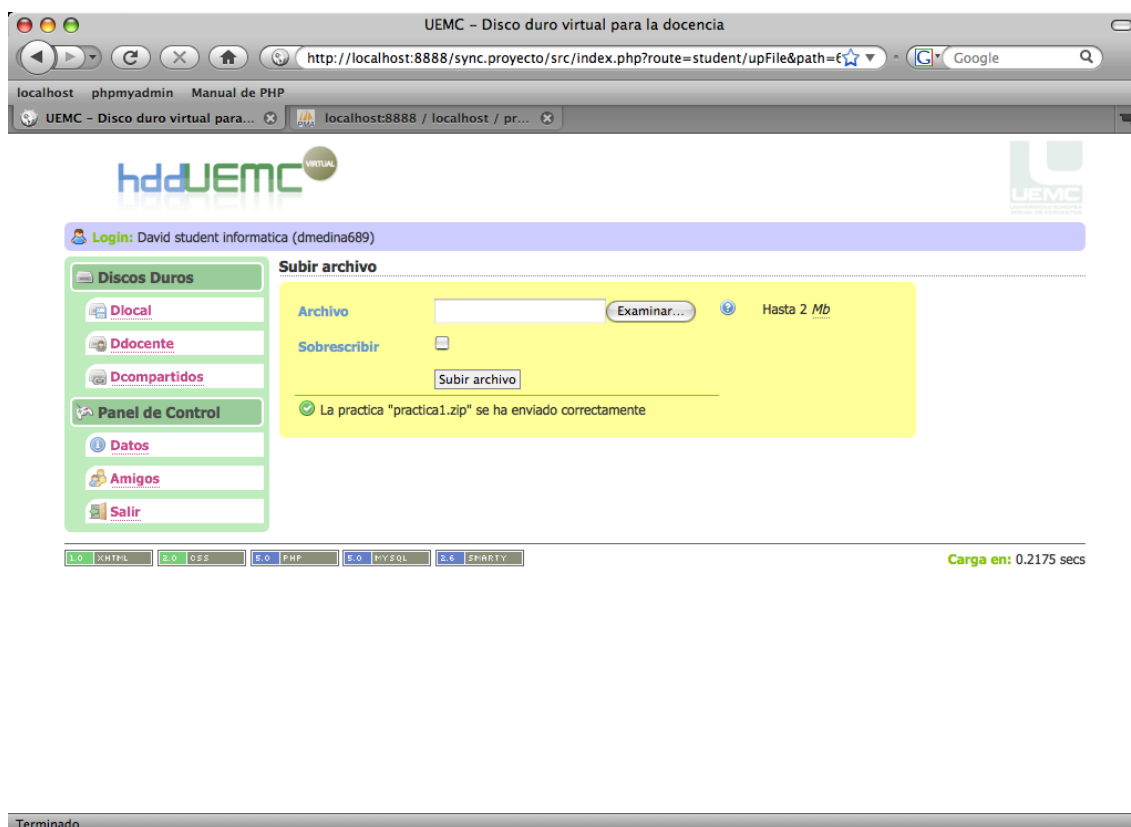 UEMC – Disco duro virtual para la docencia
http://localhost:8888/sync.proyecto/src/index.php?route=student/upFile&path=6
G Google
localhost phpmyadmin Manual de PHP
UEMC – Disco duro virtual para...
localhost:8888 / localhost / pr...
hddUEMC VIRTUAL
UEMC
Login: David student informatica (dmedina689)
Discos Duros
Dlocal
Ddocente
Dcompartidos
Panel de Control
Datos
Amigos
Salir
Subir archivo
Archivo
Examinar...
Hasta 2 Mb
Sobrescribir
Subir archivo
La practica "practica1.zip" se ha enviado correctamente
1.0 XHTML 2.0 CSS 5.0 PHP 5.0 MYSQL 2.6 SMARTY
Carga en: 0.2175 secs
Terminado